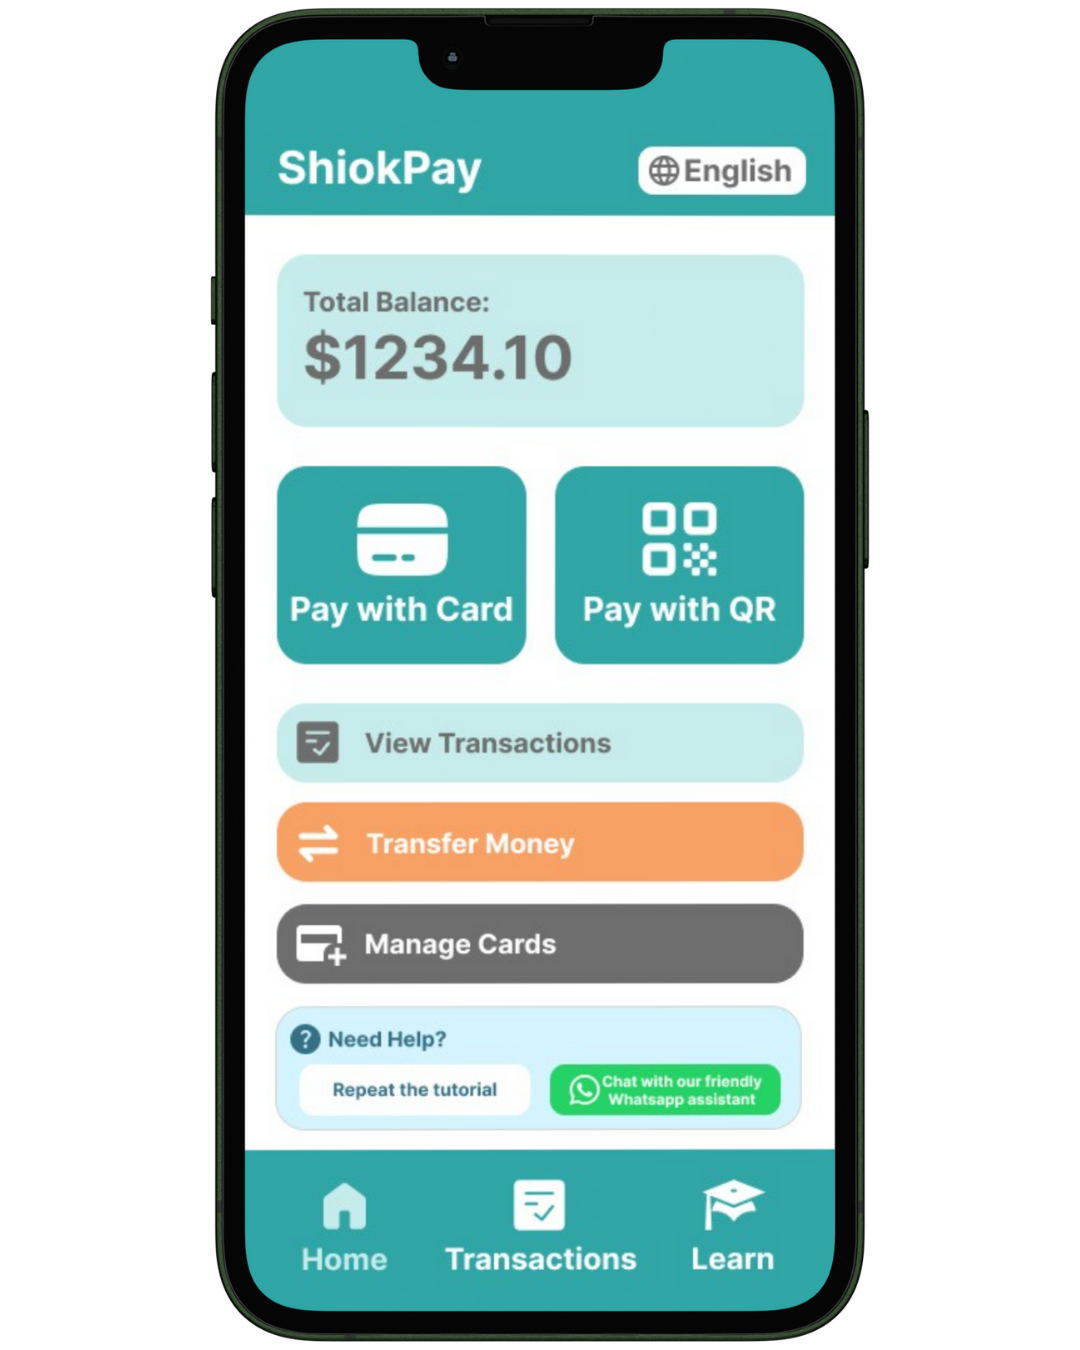 ShiokPay
English
Total Balance:
$1234.10
Pay with Card
Pay with QR
View Transactions
Transfer Money
Manage Cards
? Need Help?
Repeat the tutorial
Chat with our friendly
Whatsapp assistant
Home
Transactions
Learn